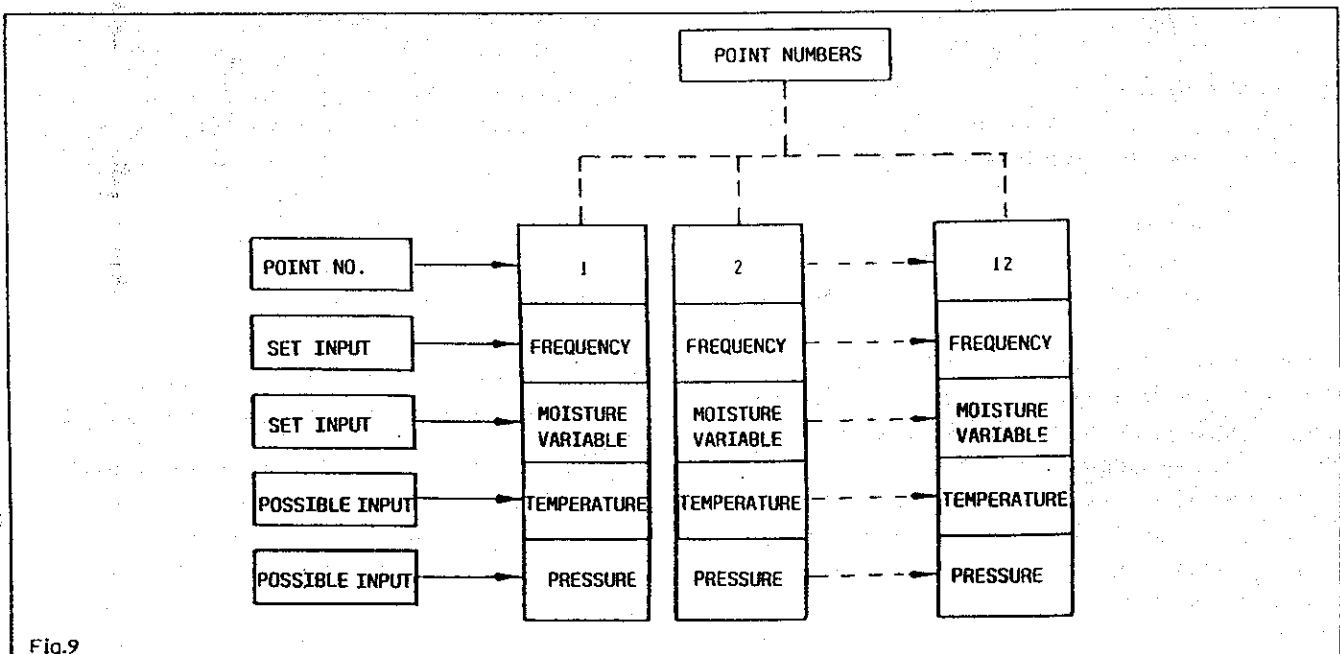 POINT NUMBERS
POINT NO.
1
2
12
SET INPUT
FREQUENCY
FREQUENCY
FREQUENCY
SET INPUT
MOISTURE
VARIABLE
MOISTURE
VARIABLE
MOISTURE
VARIABLE
POSSIBLE INPUT
TEMPERATURE
TEMPERATURE
TEMPERATURE
POSSIBLE INPUT
PRESSURE
PRESSURE
PRESSURE
Fig.9